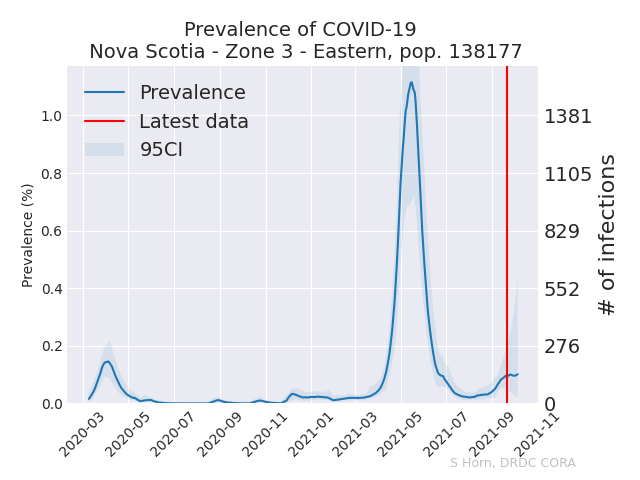 Prevalence of COVID-19
Nova Scotia - Zone 3 - Eastern, pop. 138177
Prevalence
Latest data
95CI
Prevalence (%)
1.0
0.8
0.6
0.4
0.2
0.0
1381
1105
829
552
276
0
# of infections
2020-03
2020-05
2020-07
2020-09
2020-11
2021-01
2021-03
2021-05
2021-07
2021-09
2021-11
S Horn, DRDC CORA